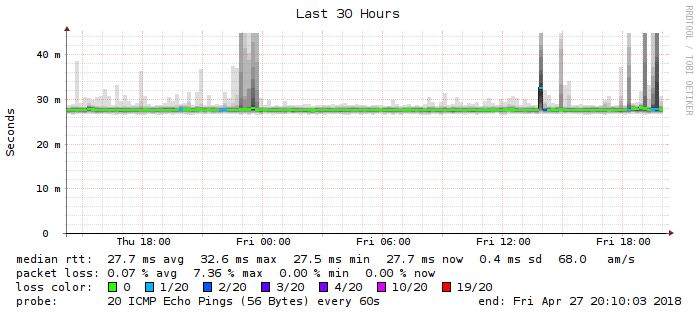 Last 30 Hours
RRDTOOL / TOBI OETIKER
Seconds
40 m
30 m
20 m
10 m
0
Thu 18:00 Fri 00:00 Fri 06:00 Fri 12:00 Fri 18:00
median rtt: 27.7 ms avg 32.6 ms max 27.5 ms min 27.7 ms now 0.4 ms sd 68.0 am/s
packet loss: 0.07 % avg 7.36 % max 0.00 % min 0.00 % now
loss color: 0 1/20 2/20 3/20 4/20 10/20 19/20
probe: 20 ICMP Echo Pings (56 Bytes) every 60s end: Fri Apr 27 20:10:03 2018